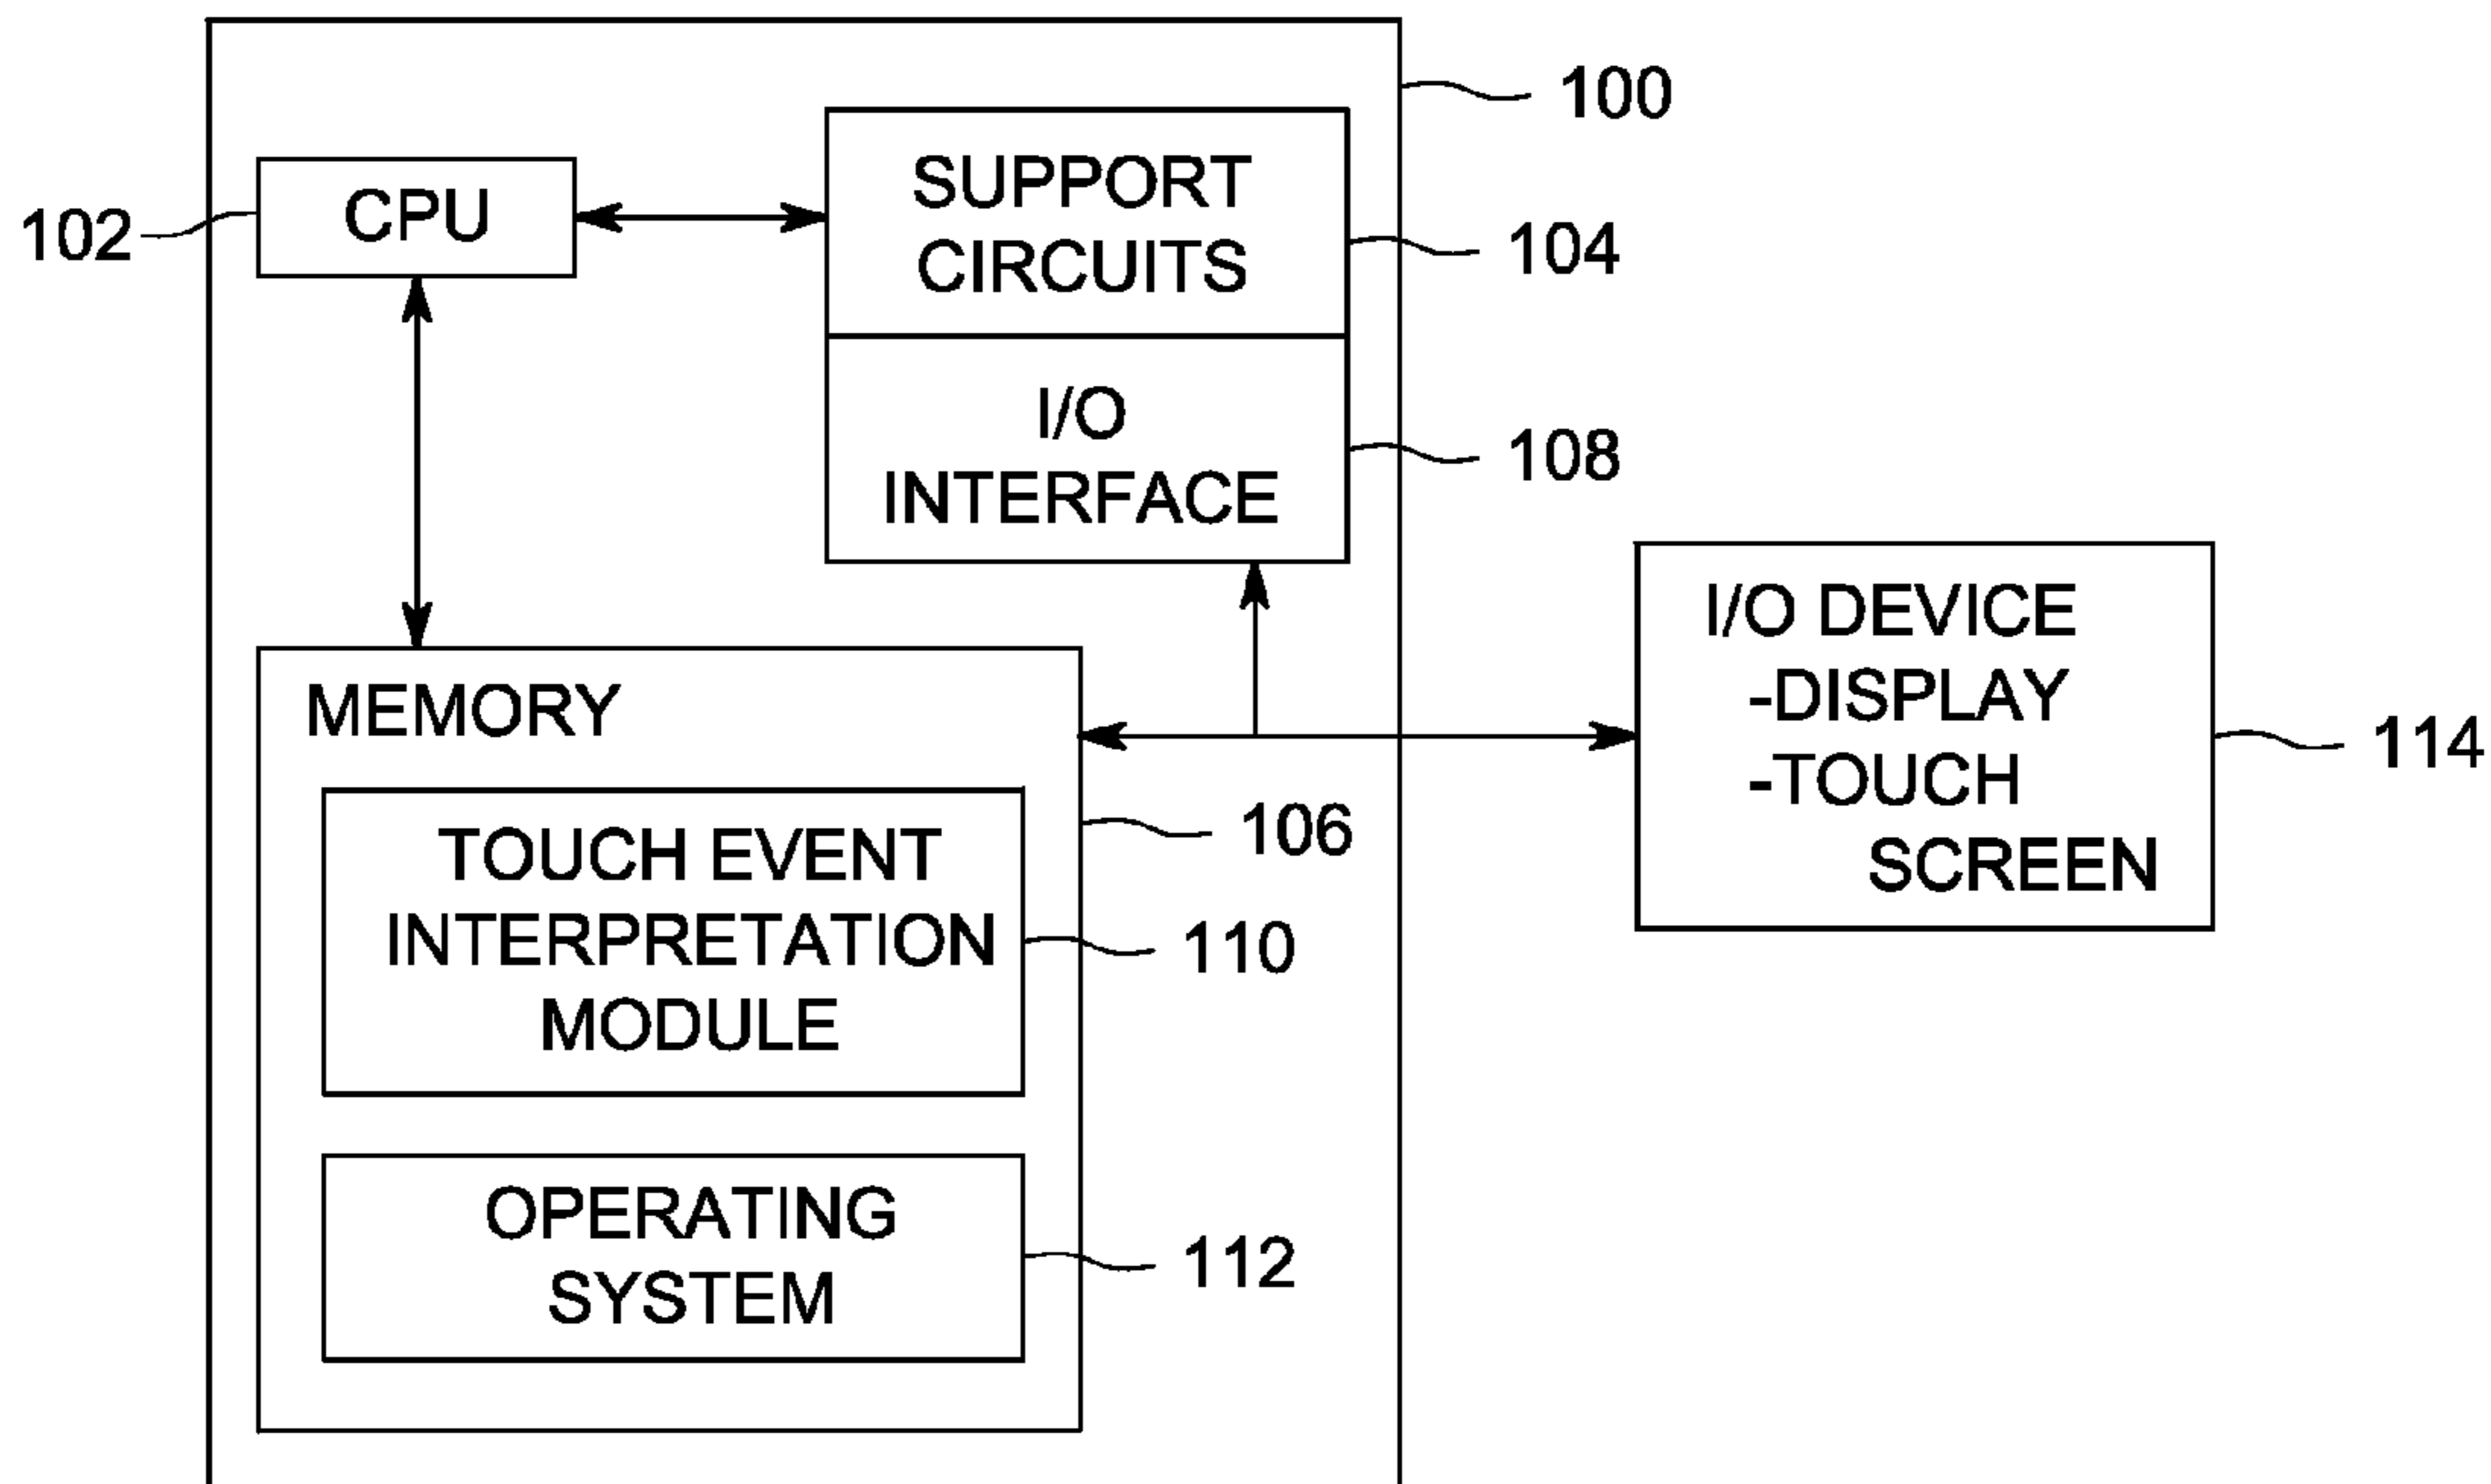 100
CPU
102
SUPPORT
CIRCUITS
104
I/O
INTERFACE
108
I/O DEVICE
-DISPLAY
-TOUCH
SCREEN
114
MEMORY
106
TOUCH EVENT
INTERPRETATION
MODULE
110
OPERATING
SYSTEM
112